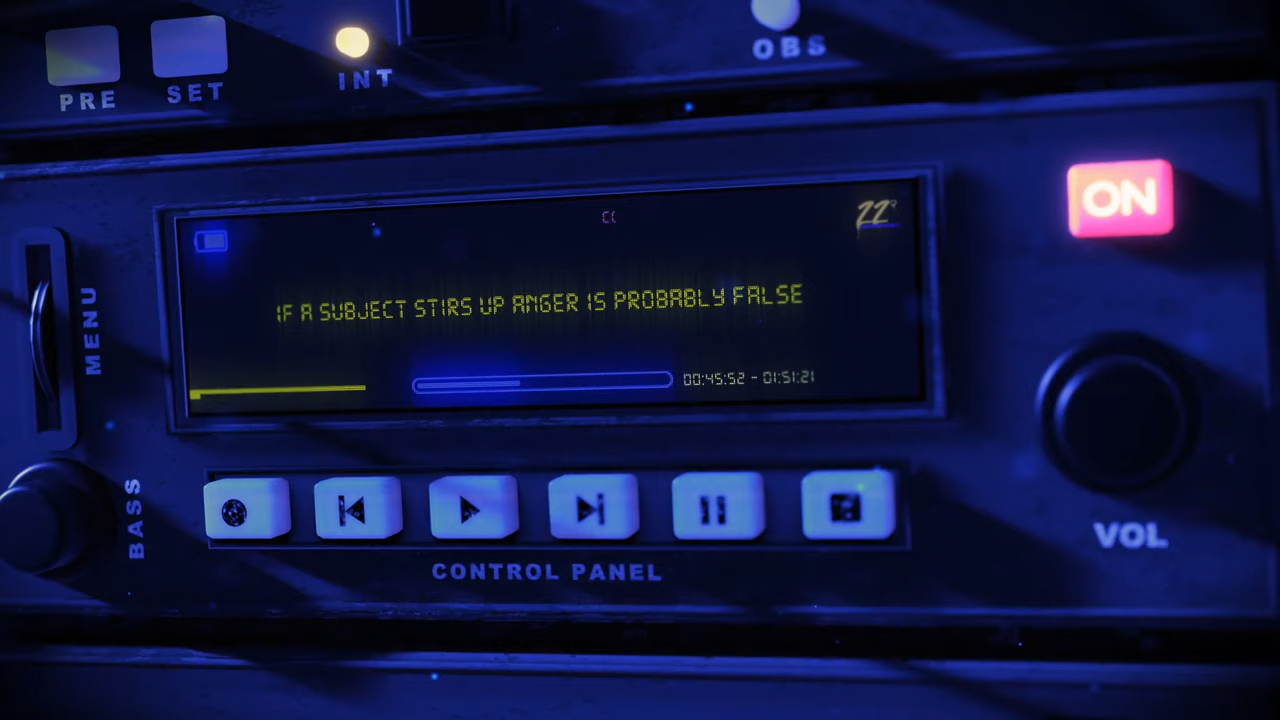 PRE SET INT OBS
ON
22°
MENU
IF A SUBJECT STIRS UP ANGER IS PROBABLY FALSE
00:45:52 - 01:51:21
BASS
CONTROL PANEL
VOL